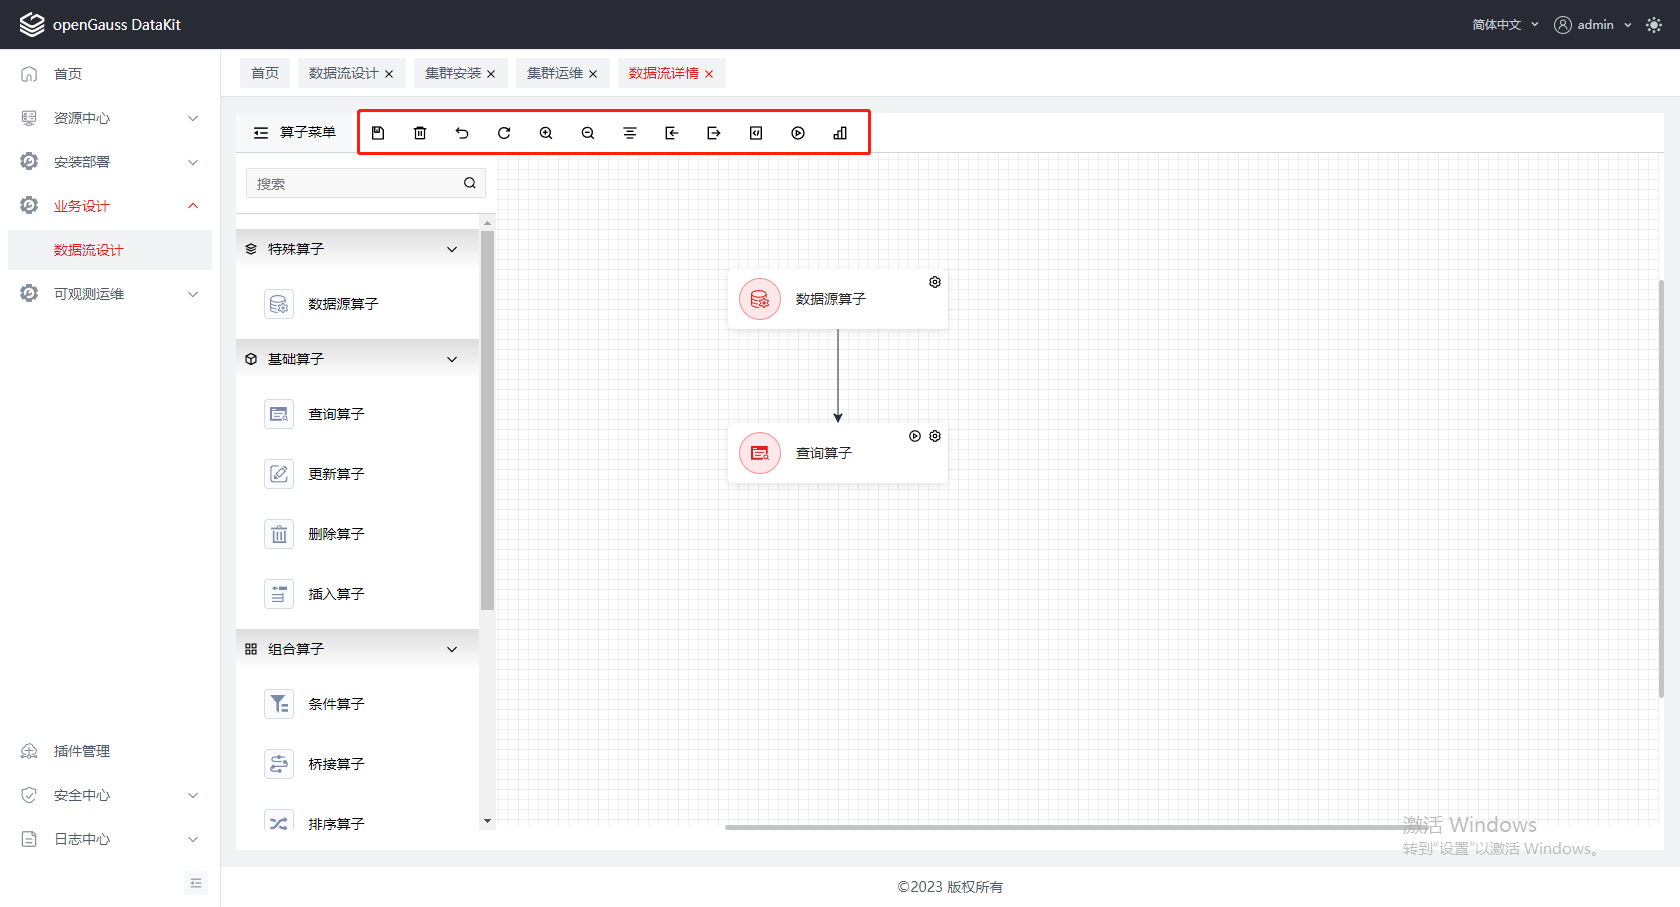 openGauss DataKit
简体中文
admin
首页
资源中心
安装部署
业务设计
数据流设计
可观测运维
插件管理
安全中心
日志中心
首页
数据流设计
集群安装
集群运维
数据流详情
算子菜单
搜索
特殊算子
数据源算子
基础算子
查询算子
更新算子
删除算子
插入算子
组合算子
条件算子
桥接算子
排序算子
数据源算子
查询算子
激活 Windows
转到"设置"以激活 Windows。
©2023 版权所有